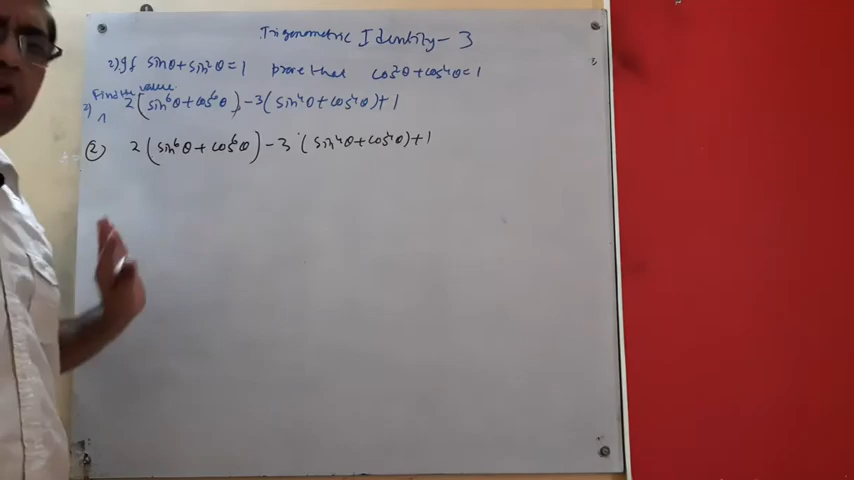 Trigonometric Identity - 3
2) If sinθ + sin²θ = 1 prove that cos²θ + cos⁴θ = 1
Find the value
2) 2(sin⁶θ + cos⁶θ) - 3(sin⁴θ + cos⁴θ) + 1
② 2(sin⁶θ + cos⁶θ) - 3(sin⁴θ + cos⁴θ) + 1